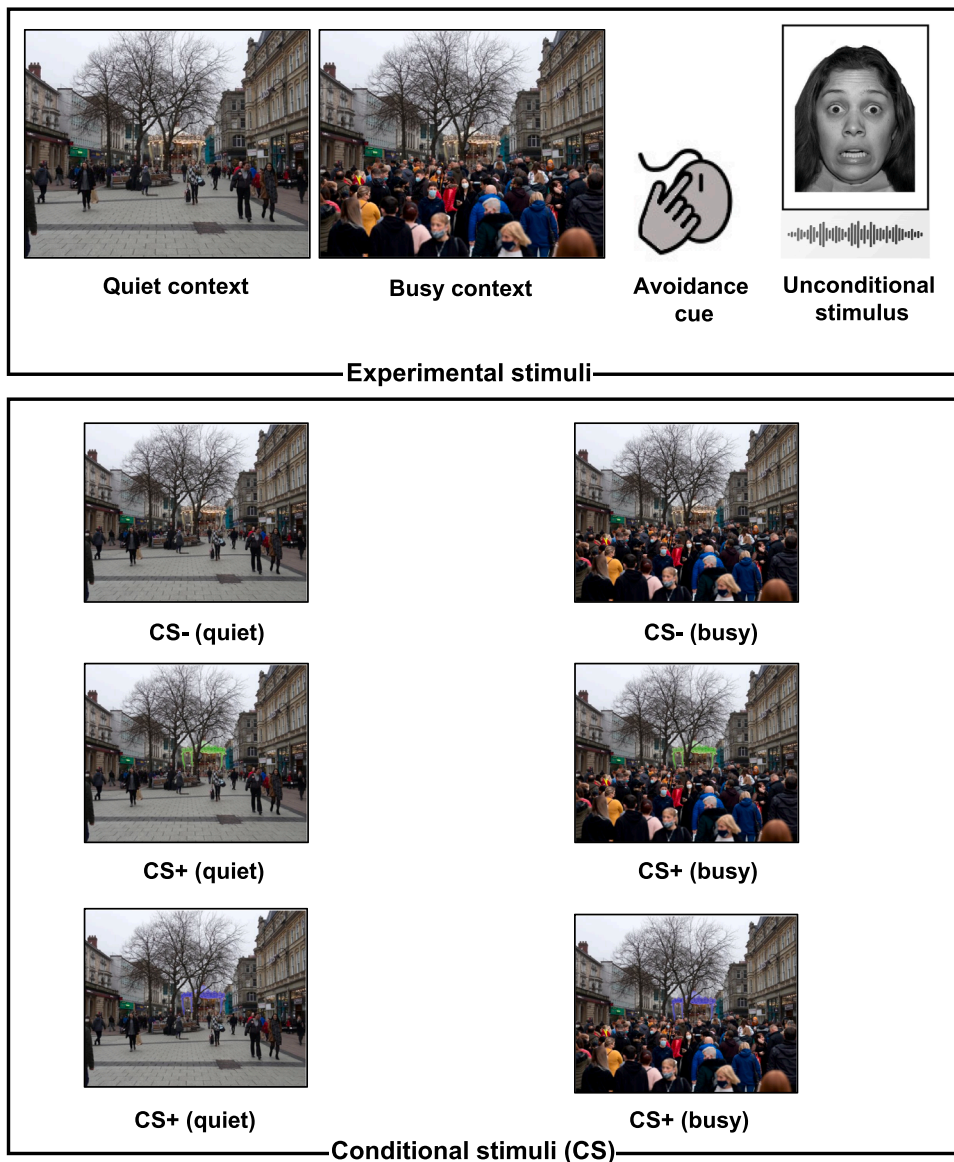 Quiet context
Busy context
Avoidance
cue
Unconditional
stimulus
Experimental stimuli
CS- (quiet)
CS- (busy)
CS+ (quiet)
CS+ (busy)
CS+ (quiet)
CS+ (busy)
Conditional stimuli (CS)